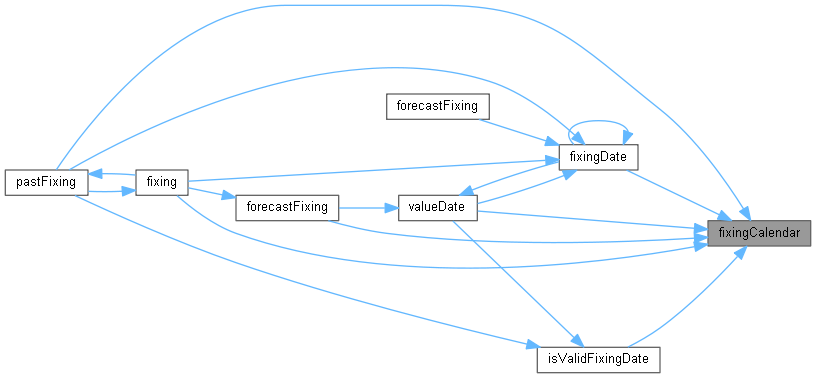 forecastFixing
fixingDate
pastFixing
fixing
forecastFixing
valueDate
fixingCalendar
isValidFixingDate